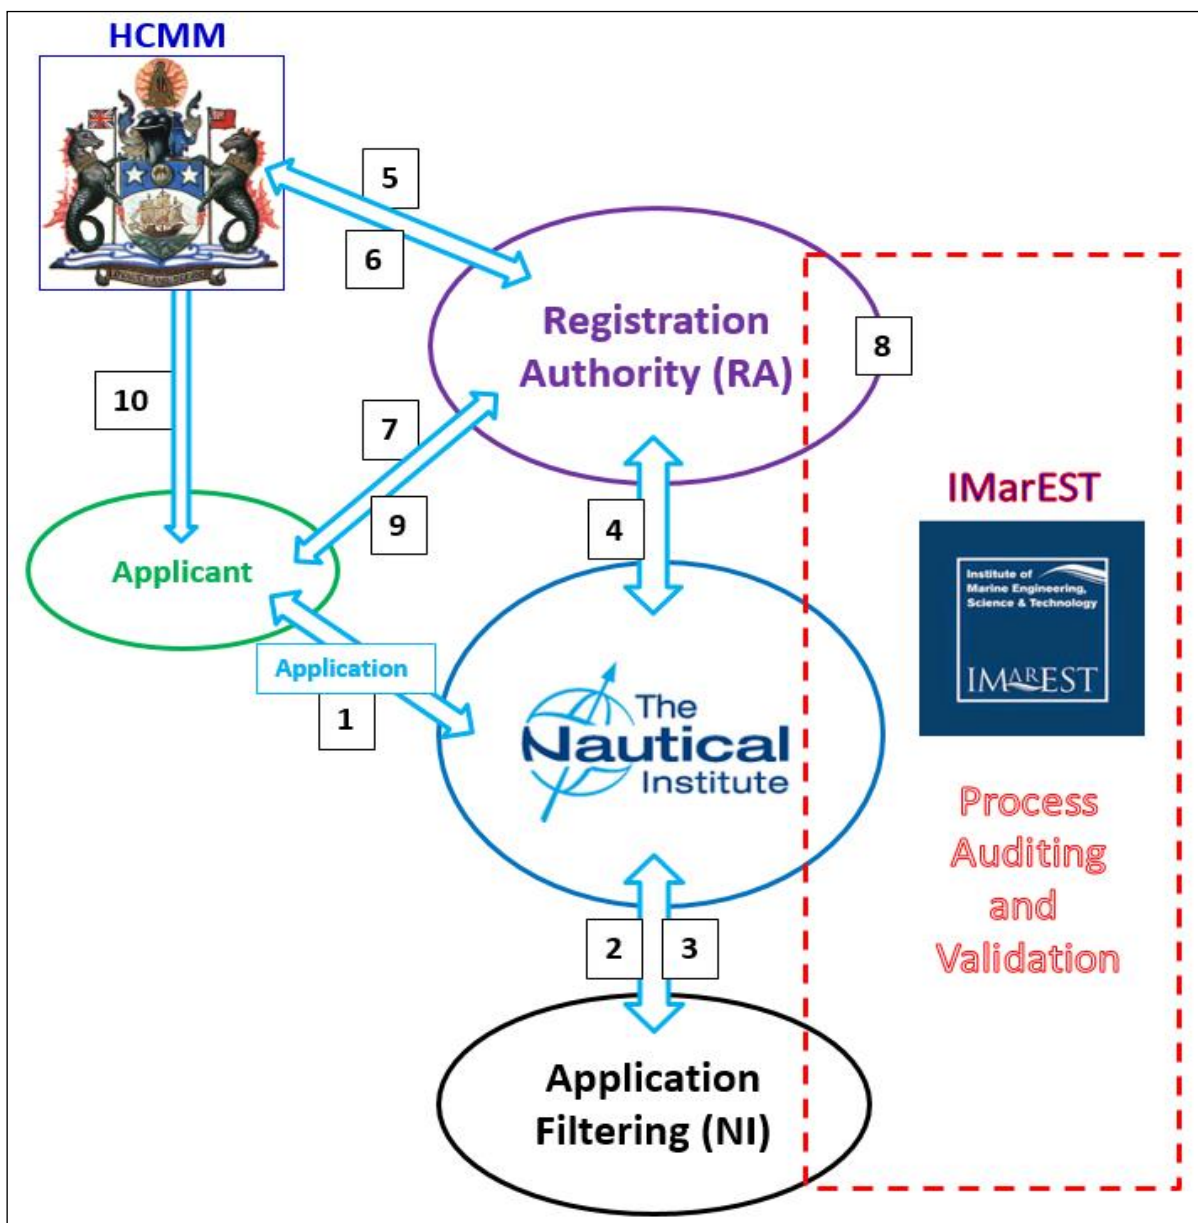 HCMM
5
6
Registration
Authority (RA)
8
10
7
9
4
IMarEST
Institute of
Marine Engineering,
Science & Technology
IMarEST
Applicant
Application
1
The
Nautical
Institute
Process
Auditing
and
Validation
2
3
Application
Filtering (NI)